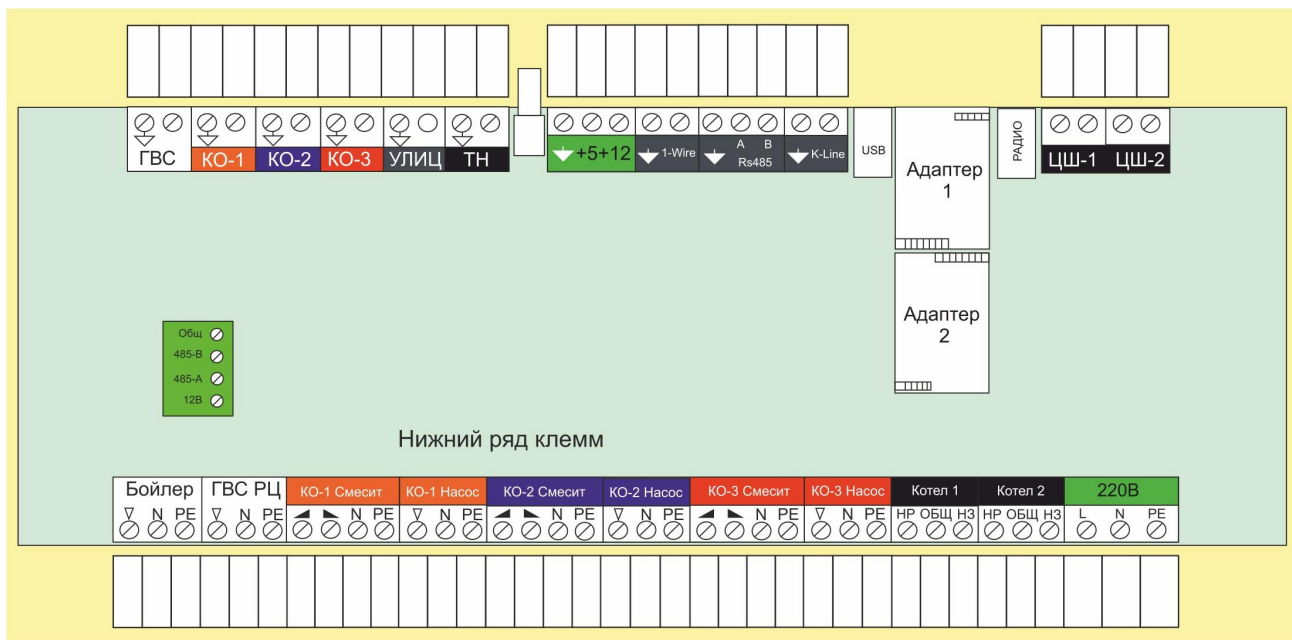 ГВС КО-1 КО-2 КО-3 УЛИЦ ТН
+5+12 1-Wire A B Rs485 K-Line
USB
Адаптер
1
РАДИО
ЦШ-1 ЦШ-2
Адаптер
2
Общ
485-B
485-A
12В
Нижний ряд клемм
Бойлер ГВС РЦ КО-1 Смесит КО-1 Насос КО-2 Смесит КО-2 Насос КО-3 Смесит КО-3 Насос Котел 1 Котел 2 220В
N PE N PE N PE N PE N PE N PE N PE N PE НР ОБЩ НЗ НР ОБЩ НЗ L N PE